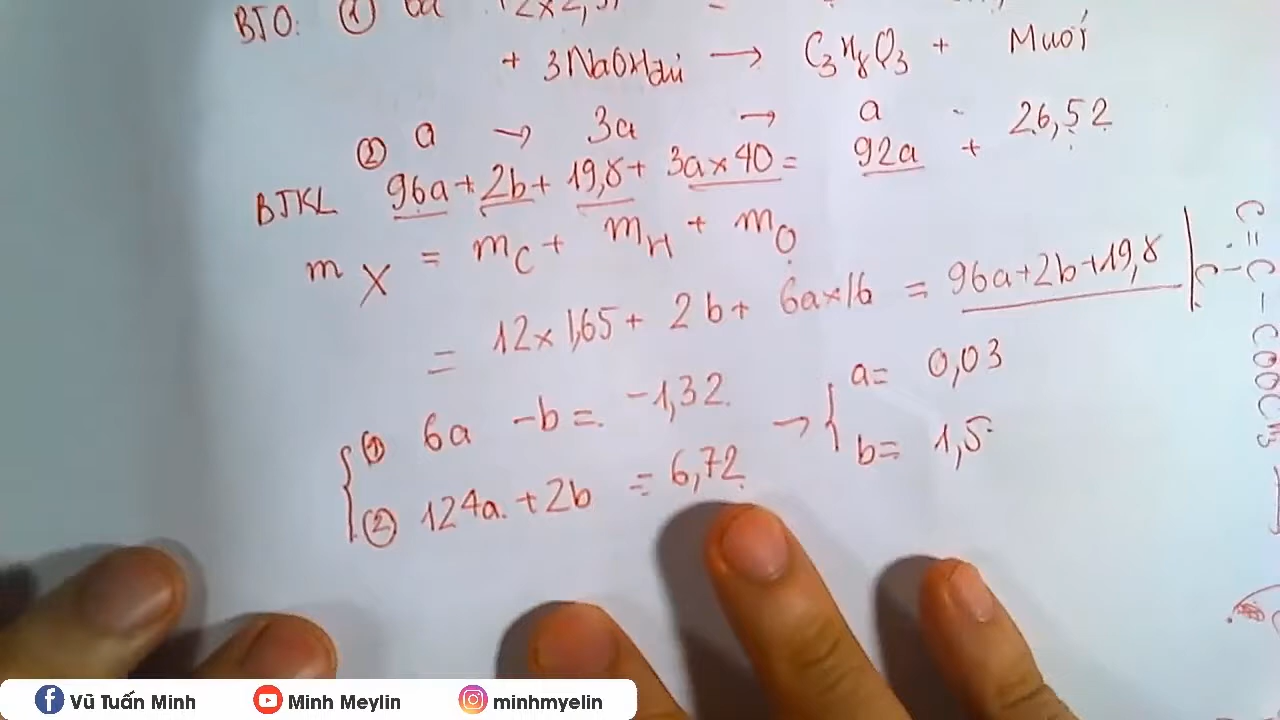 BTO: ① 6a
+ 3NaOH dư → C₃H₈O₃ + Muối
② a → 3a → a - 26,52
BTKL 96a + 2b + 19,8 + 3a×40 = 92a +
m X = mC + mH + mO
= 12×1,65 + 2b + 6a×16 = 96a+2b+19,8
① 6a -b = -1,32 → a= 0,03
② 124a + 2b = 6,72 b= 1,5
C=C-C-COOCH₃
Vũ Tuấn Minh Minh Meylin minhmyelin